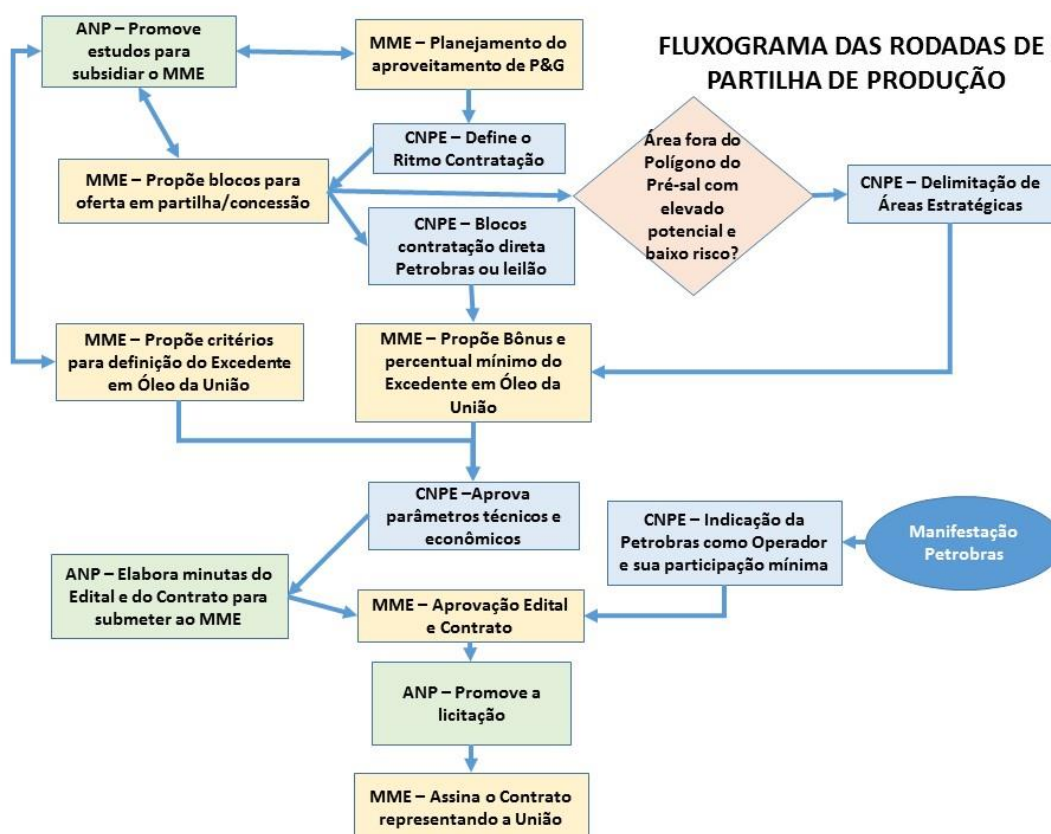 FLUXOGRAMA DAS RODADAS DE
PARTILHA DE PRODUÇÃO
ANP – Promove
estudos para
subsidiar o MME
MME – Planejamento do
aproveitamento de P&G
CNPE – Define o
Ritmo Contratação
MME – Propõe blocos para
oferta em partilha/concessão
Área fora do
Polígono do
Pré-sal com
elevado
potencial e
baixo risco?
CNPE – Delimitação de
Áreas Estratégicas
CNPE – Blocos
contratação direta
Petrobras ou leilão
MME – Propõe critérios
para definição do Excedente
em Óleo da União
MME – Propõe Bônus e
percentual mínimo do
Excedente em Óleo da
União
CNPE –Aprova
parâmetros técnicos e
econômicos
CNPE – Indicação da
Petrobras como Operador
e sua participação mínima
Manifestação
Petrobras
ANP – Elabora minutas do
Edital e do Contrato para
submeter ao MME
MME – Aprovação Edital
e Contrato
ANP – Promove a
licitação
MME – Assina o Contrato
representando a União